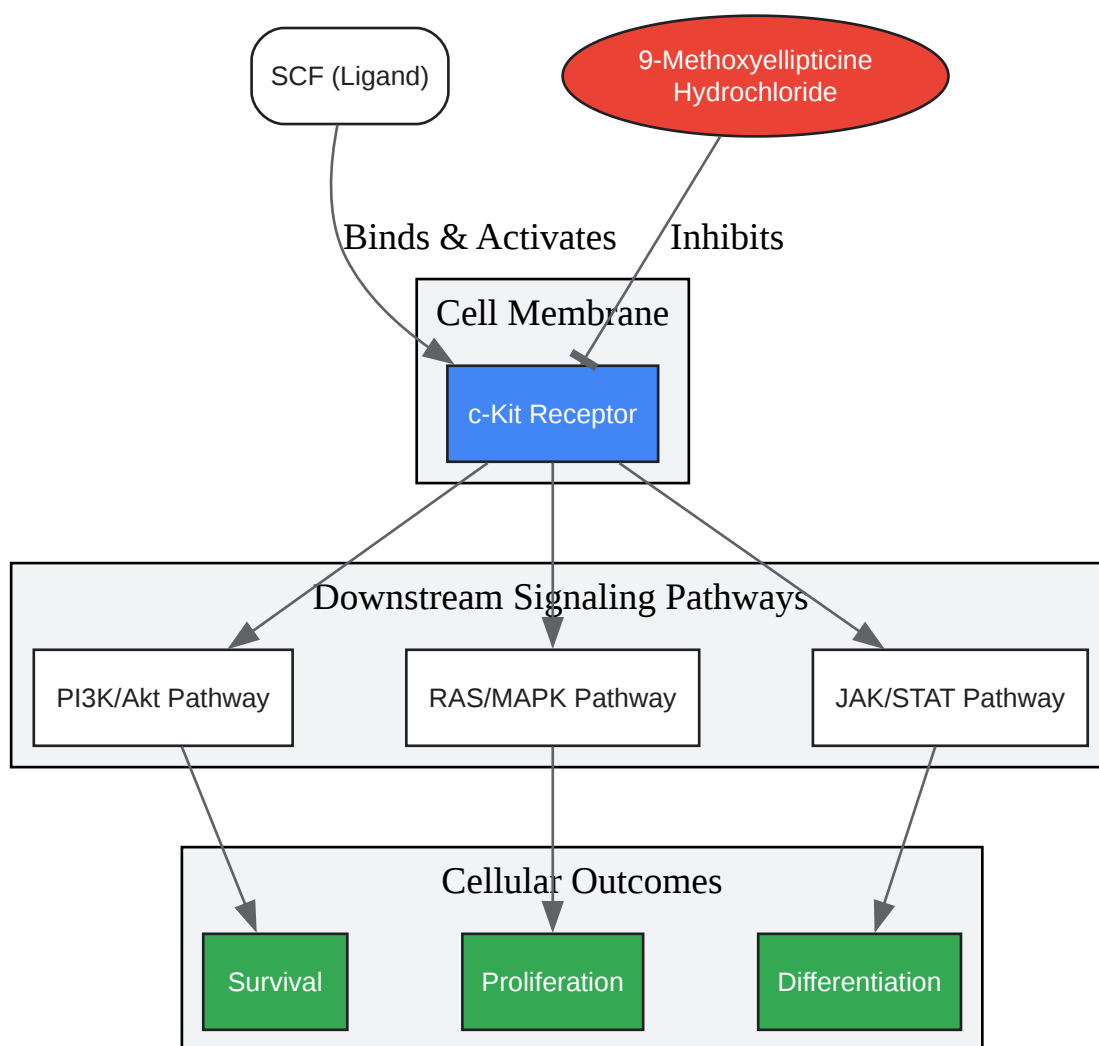 SCF (Ligand)
9-Methoxyellipticine
Hydrochloride
Binds & Activates
Inhibits
Cell Membrane
c-Kit Receptor
Downstream Signaling Pathways
PI3K/Akt Pathway
RAS/MAPK Pathway
JAK/STAT Pathway
Cellular Outcomes
Survival
Proliferation
Differentiation